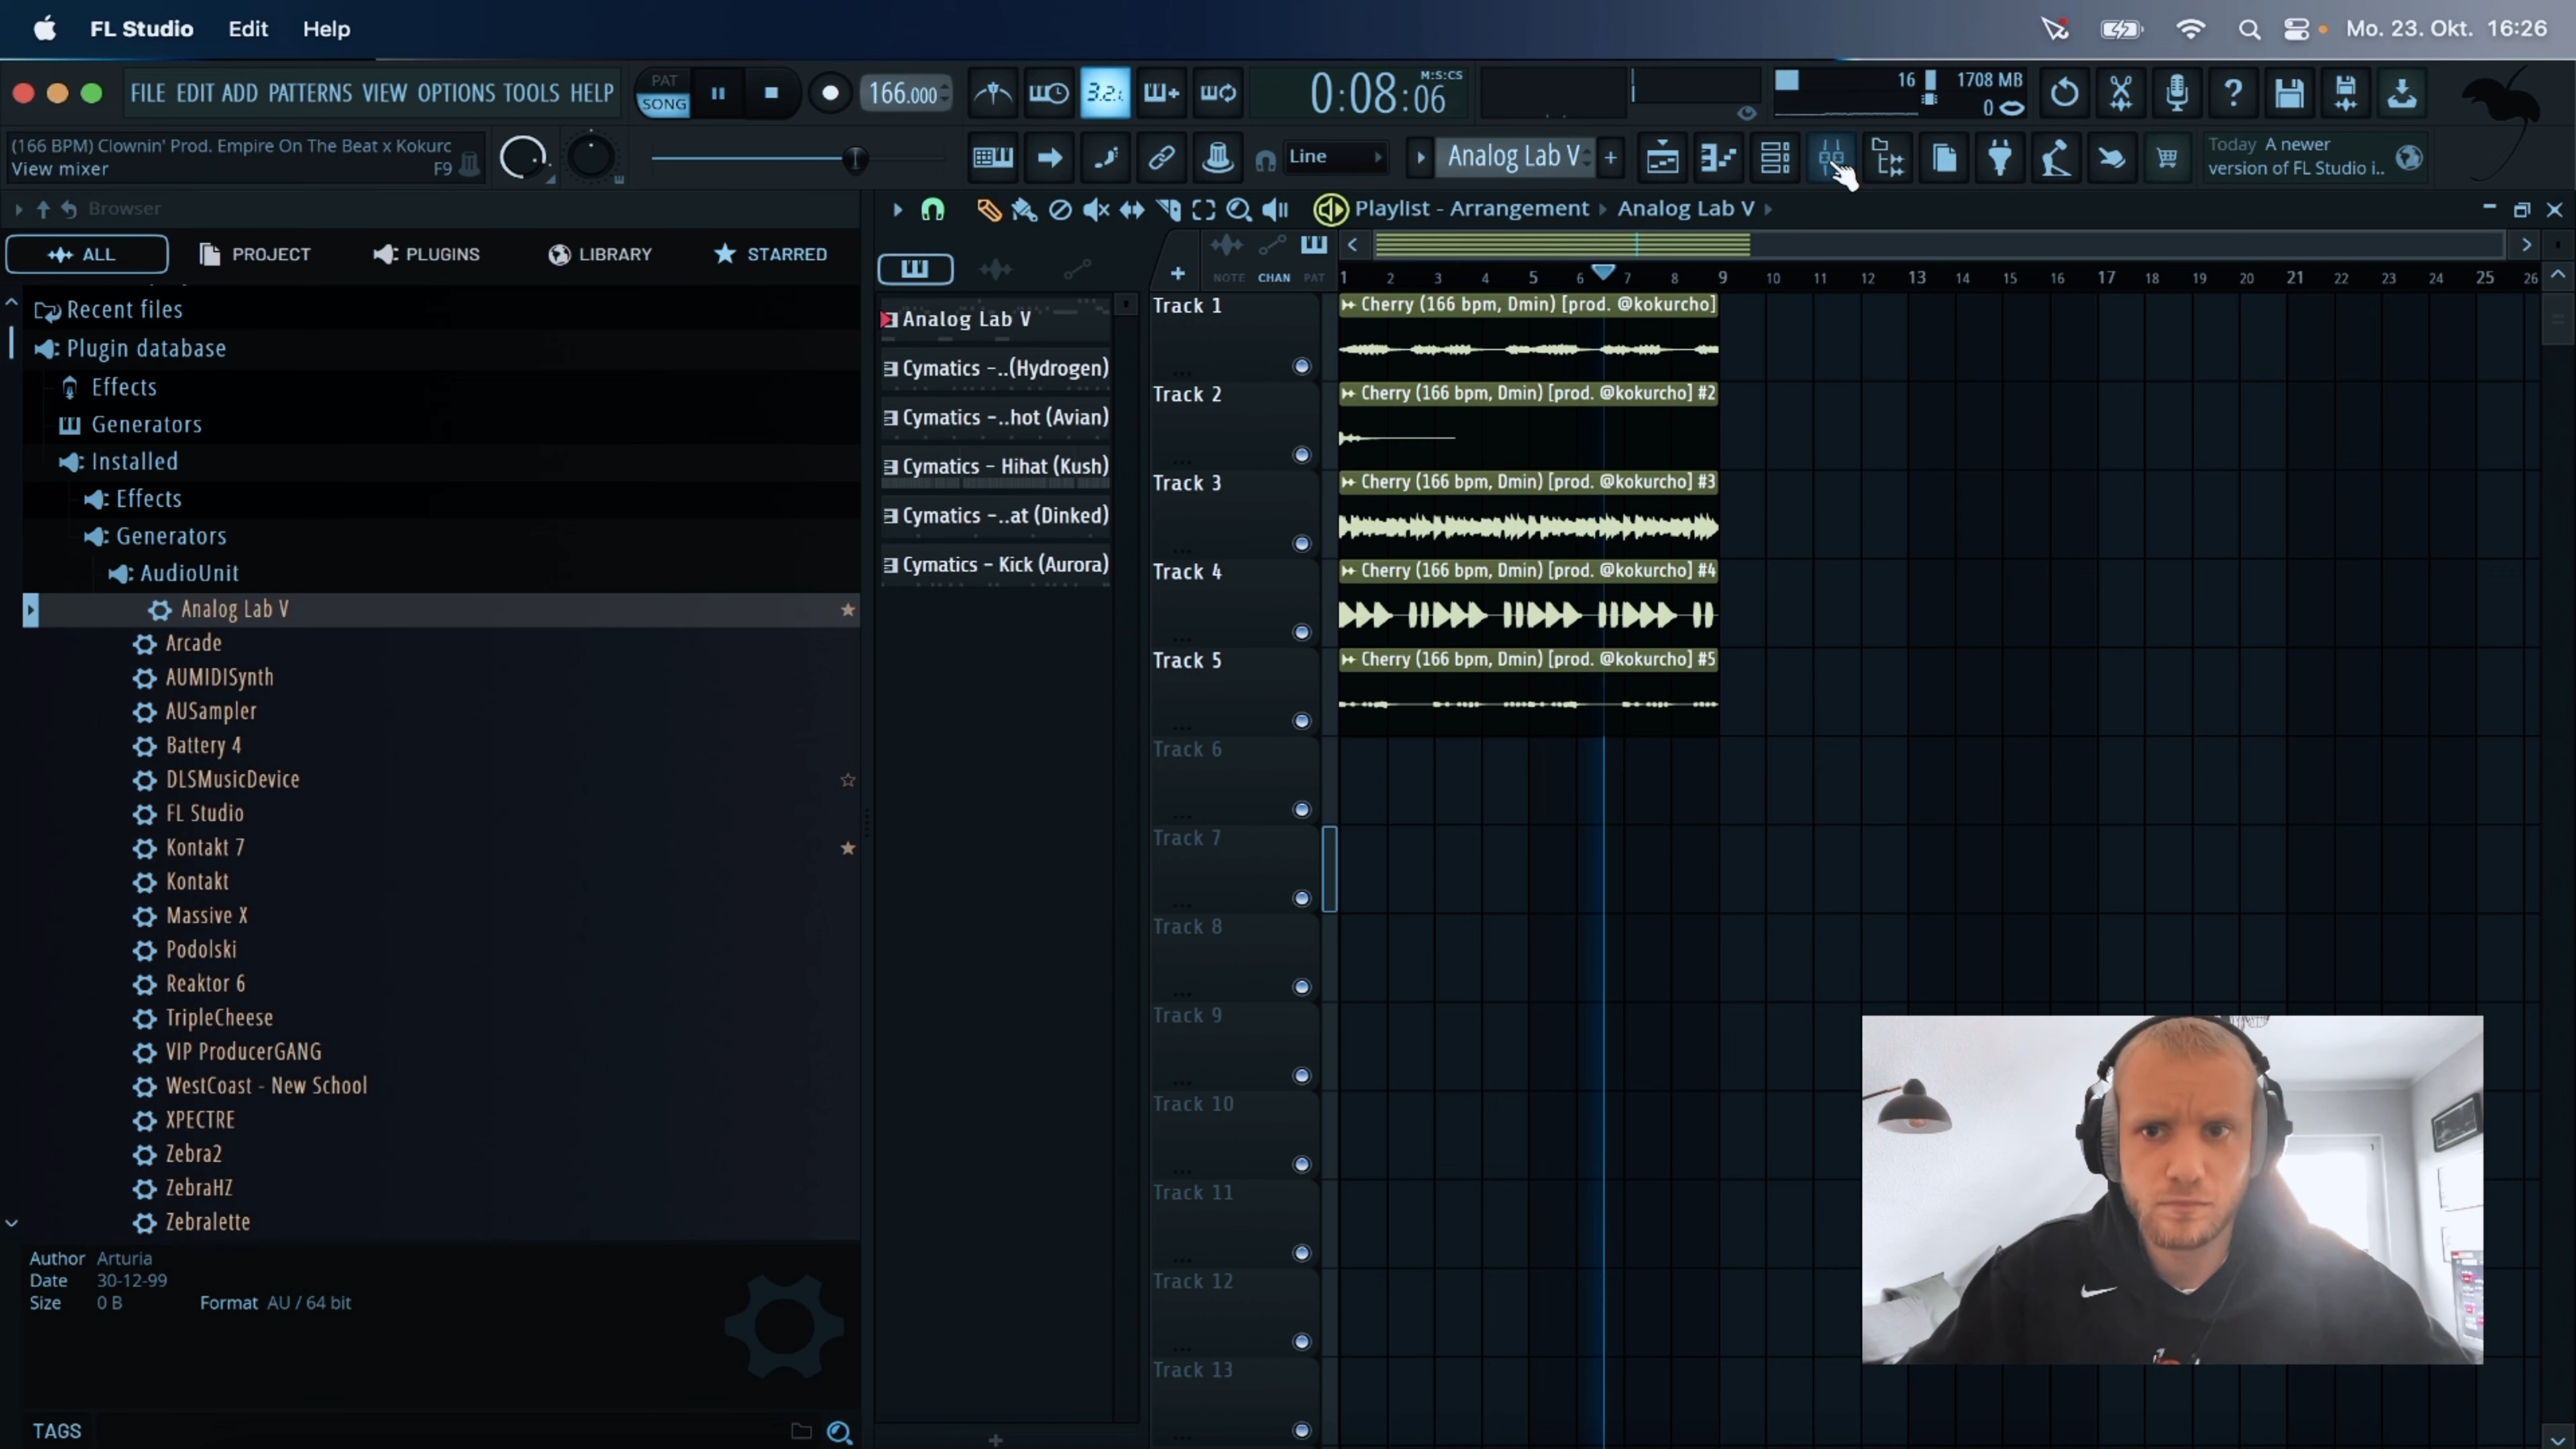 FL Studio Edit Help Mo. 23. Okt. 16:26
FILE EDIT ADD PATTERNS VIEW OPTIONS TOOLS HELP
PAT
SONG
166.000
3.2.
0:08:06
M:S:CS
16 1708 MB
0
(166 BPM) Clownin' Prod. Empire On The Beat x Kokurc
View mixer F9
Line
Analog Lab V
Today A newer
version of FL Studio i..
Browser
Playlist - Arrangement Analog Lab V
ALL PROJECT PLUGINS LIBRARY STARRED
NOTE CHAN PAT
1 2 3 4 5 6 7 8 9 10 11 12 13 14 15 16 17 18 19 20 21 22 23 24 25 26
Recent files
Plugin database
Effects
Generators
Installed
Effects
Generators
AudioUnit
Analog Lab V
Arcade
AUMIDISynth
AUSampler
Battery 4
DLSMusicDevice
FL Studio
Kontakt 7
Kontakt
Massive X
Podolski
Reaktor 6
TripleCheese
VIP ProducerGANG
WestCoast - New School
XPECTRE
Zebra2
ZebraHZ
Zebralette
Author Arturia
Date 30-12-99
Size 0 B Format AU / 64 bit
TAGS
Analog Lab V
Cymatics -..(Hydrogen)
Cymatics -..hot (Avian)
Cymatics - Hihat (Kush)
Cymatics -..at (Dinked)
Cymatics - Kick (Aurora)
Track 1
Cherry (166 bpm, Dmin) [prod. @kokurcho]
Track 2
Cherry (166 bpm, Dmin) [prod. @kokurcho] #2
Track 3
Cherry (166 bpm, Dmin) [prod. @kokurcho] #3
Track 4
Cherry (166 bpm, Dmin) [prod. @kokurcho] #4
Track 5
Cherry (166 bpm, Dmin) [prod. @kokurcho] #5
Track 6
Track 7
Track 8
Track 9
Track 10
Track 11
Track 12
Track 13